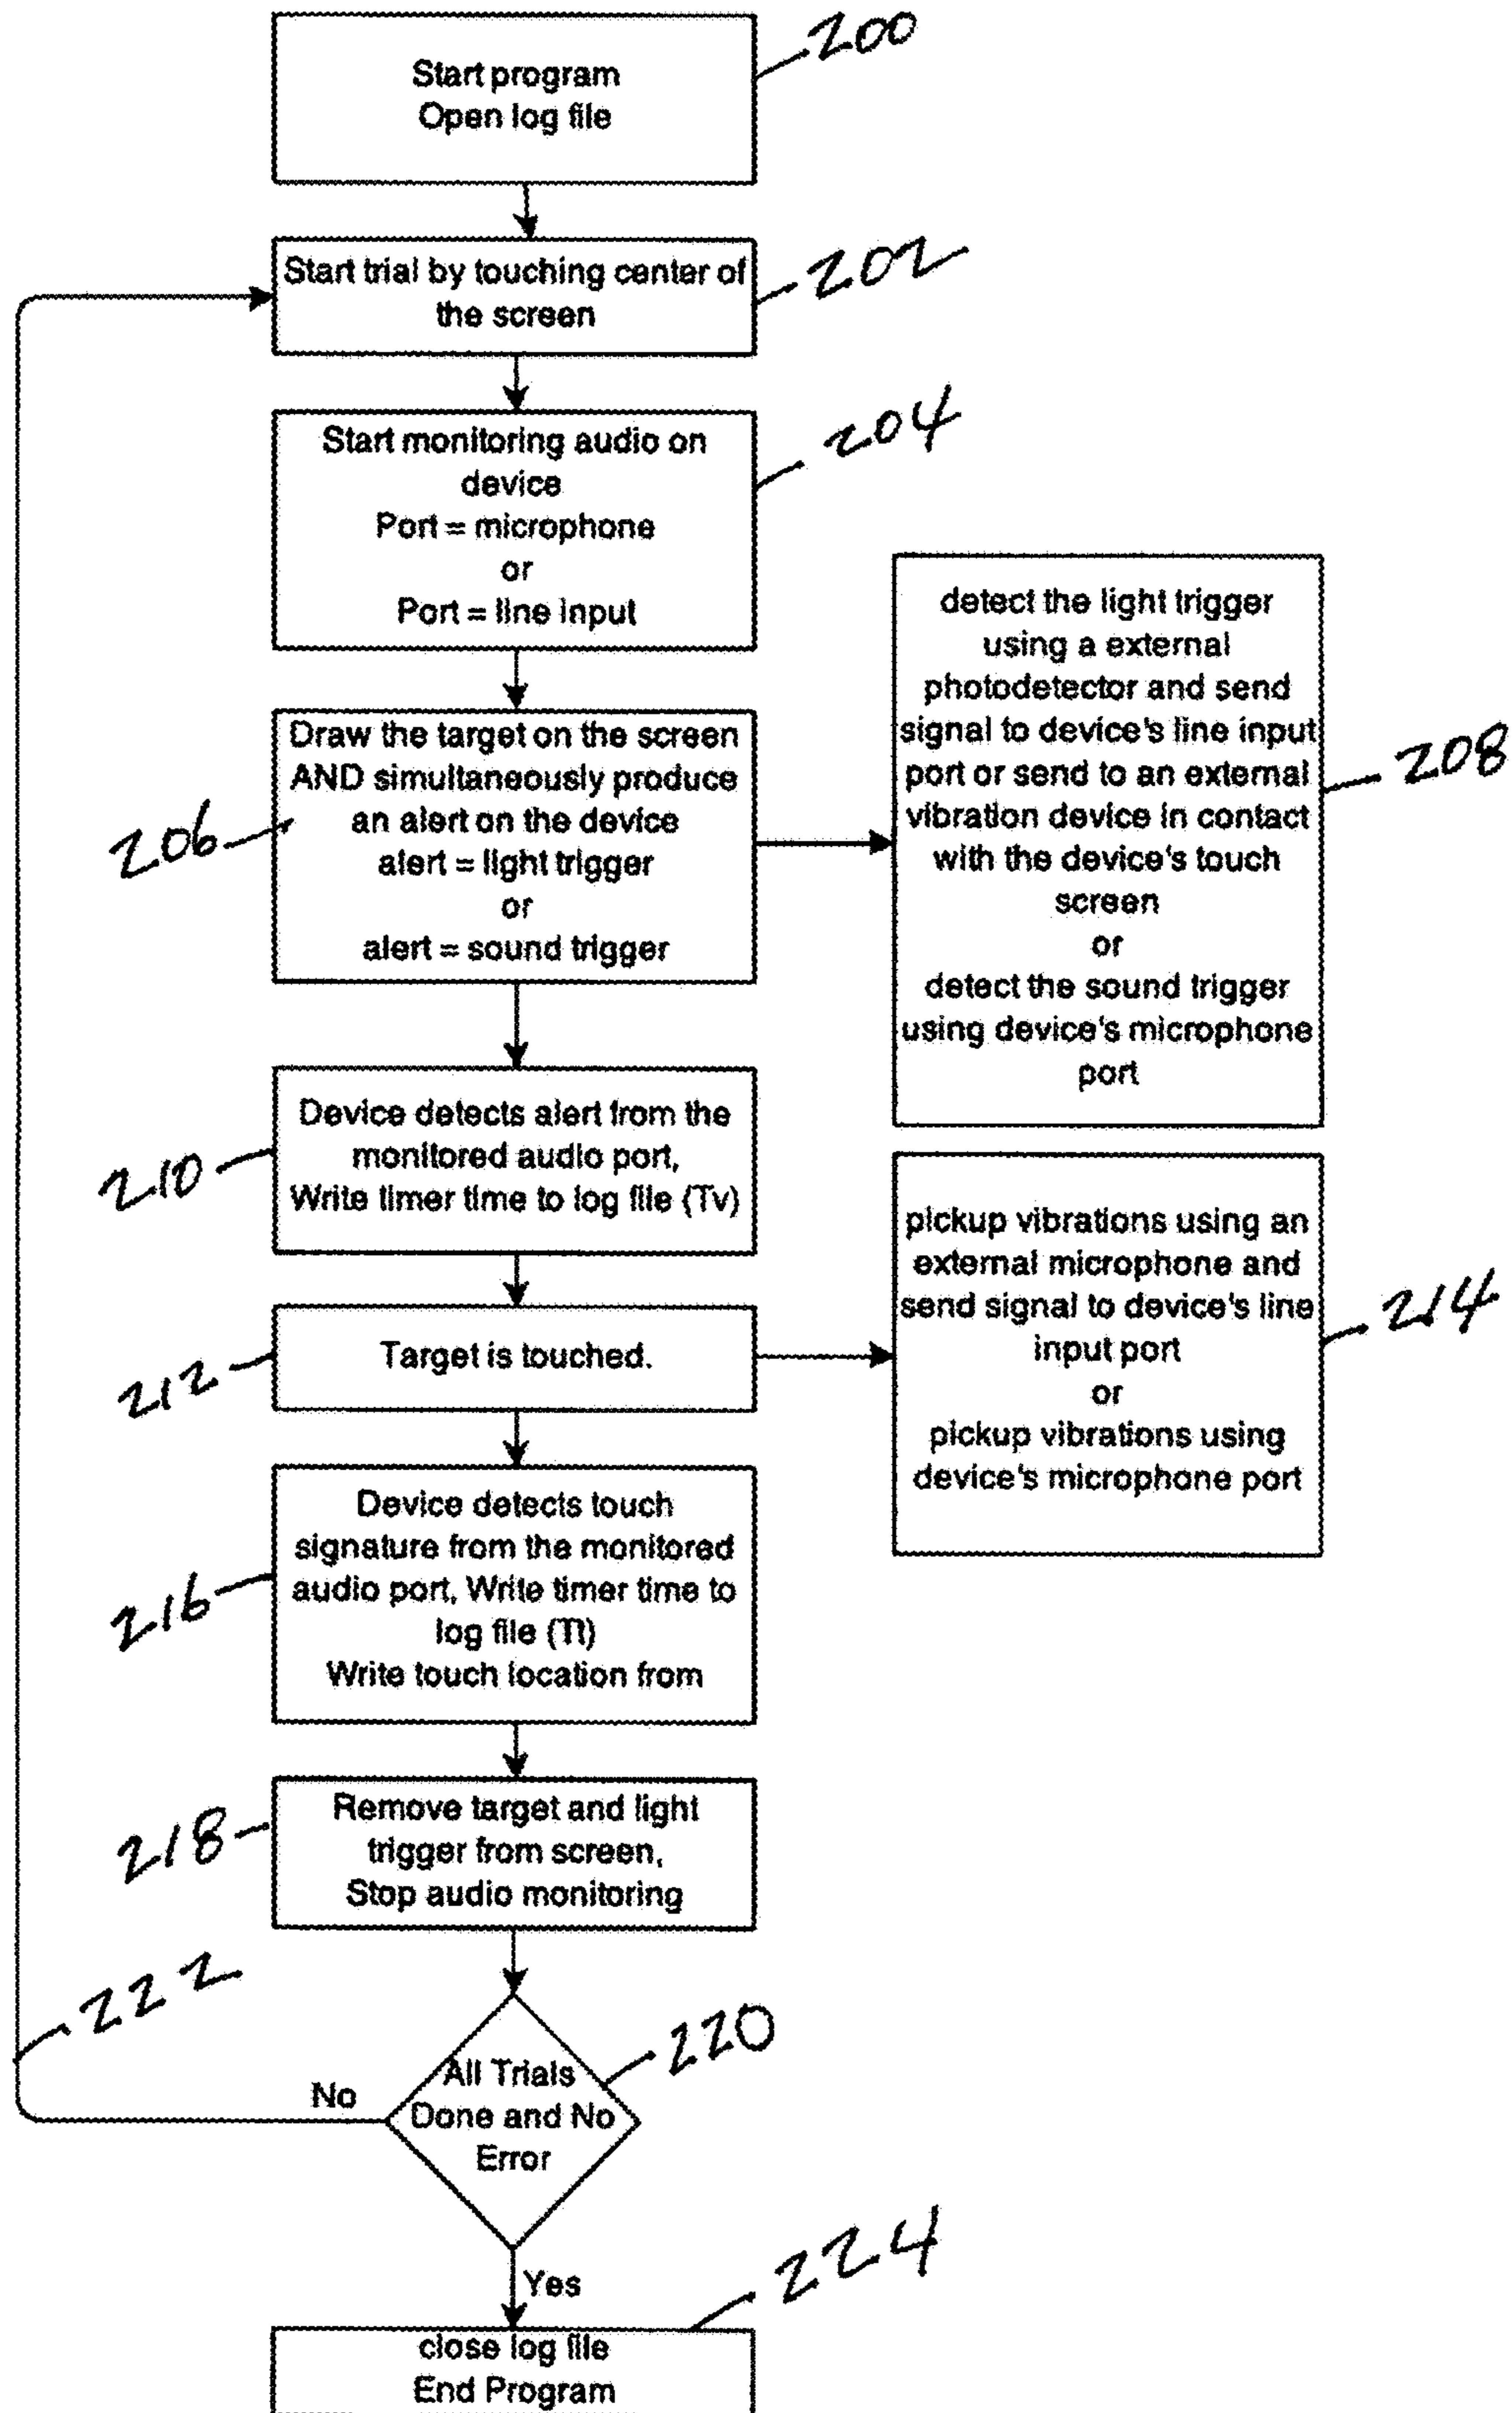 Start program
Open log file
200
Start trial by touching center of
the screen
202
Start monitoring audio on
device
Port = microphone
or
Port = line input
204
Draw the target on the screen
AND simultaneously produce
an alert on the device
alert = light trigger
or
alert = sound trigger
206
detect the light trigger
using a external
photodetector and send
signal to device's line input
port or send to an external
vibration device in contact
with the device's touch
screen
or
detect the sound trigger
using device's microphone
port
208
Device detects alert from the
monitored audio port,
Write timer time to log file (Tv)
210
Target is touched.
212
pickup vibrations using an
external microphone and
send signal to device's line
input port
or
pickup vibrations using
device's microphone port
214
Device detects touch
signature from the monitored
audio port, Write timer time to
log file (Tt)
Write touch location from
216
Remove target and light
trigger from screen,
Stop audio monitoring
218
All Trials
Done and No
Error
220
No
222
Yes
close log file
End Program
224